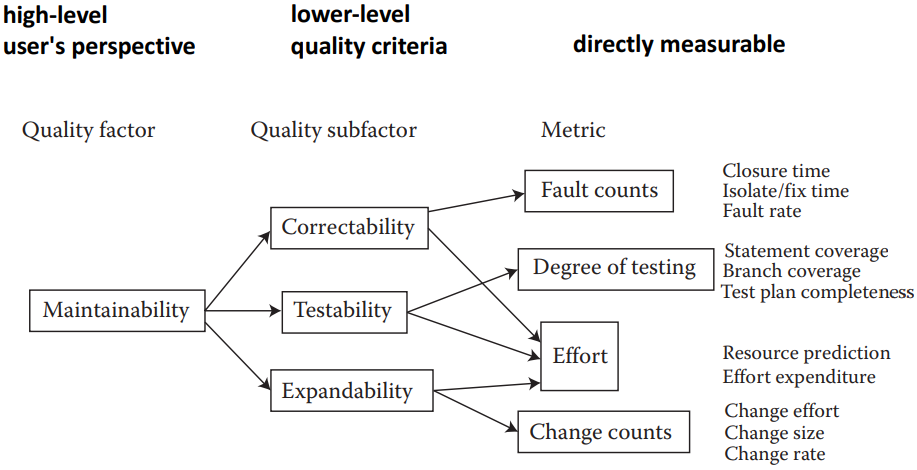 high-level
user's perspective
lower-level
quality criteria
directly measurable
Quality factor
Quality subfactor
Metric
Maintainability
Correctability
Testability
Expandability
Fault counts
Closure time
Isolate/fix time
Fault rate
Degree of testing
Statement coverage
Branch coverage
Test plan completeness
Effort
Resource prediction
Effort expenditure
Change counts
Change effort
Change size
Change rate